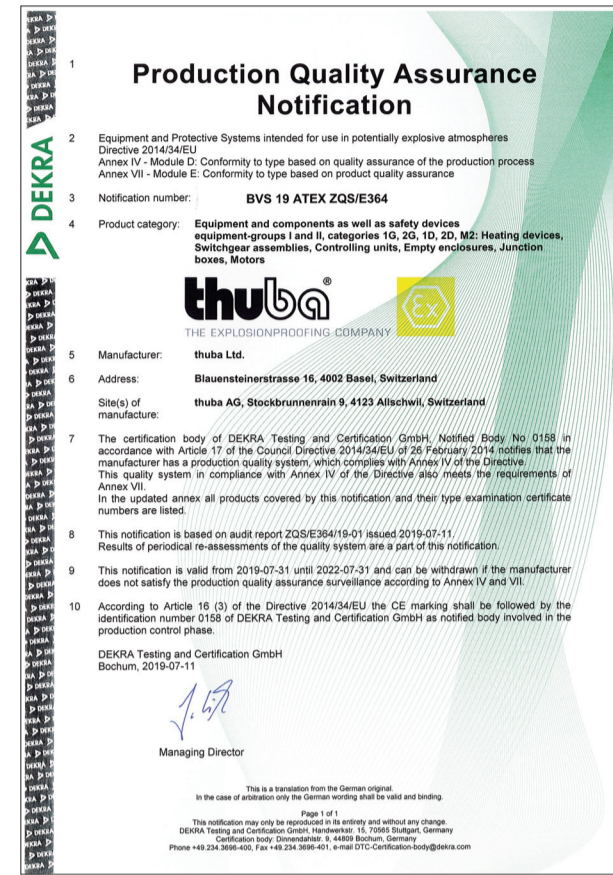 DEKRA
1
Production Quality Assurance
Notification
2 Equipment and Protective Systems intended for use in potentially explosive atmospheres
Directive 2014/34/EU
Annex IV - Module D: Conformity to type based on quality assurance of the production process
Annex VII - Module E: Conformity to type based on product quality assurance
3 Notification number: BVS 19 ATEX ZQS/E364
4 Product category: Equipment and components as well as safety devices
equipment-groups I and II, categories 1G, 2G, 1D, 2D, M2: Heating devices,
Switchgear assemblies, Controlling units, Empty enclosures, Junction
boxes, Motors
thuba®
THE EXPLOSIONPROOFING COMPANY
Ex
5 Manufacturer: thuba Ltd.
6 Address: Blauensteinerstrasse 16, 4002 Basel, Switzerland
Site(s) of thuba AG, Stockbrunnenrain 9, 4123 Allschwil, Switzerland
manufacture:
7 The certification body of DEKRA Testing and Certification GmbH, Notified Body No 0158 in
accordance with Article 17 of the Council Directive 2014/34/EU of 26 February 2014 notifies that the
manufacturer has a production quality system, which complies with Annex IV of the Directive.
This quality system in compliance with Annex IV of the Directive also meets the requirements of
Annex VII.
In the updated annex all products covered by this notification and their type examination certificate
numbers are listed.
8 This notification is based on audit report ZQS/E364/19-01 issued 2019-07-11.
Results of periodical re-assessments of the quality system are a part of this notification.
9 This notification is valid from 2019-07-31 until 2022-07-31 and can be withdrawn if the manufacturer
does not satisfy the production quality assurance surveillance according to Annex IV and VII.
10 According to Article 16 (3) of the Directive 2014/34/EU the CE marking shall be followed by the
identification number 0158 of DEKRA Testing and Certification GmbH as notified body involved in the
production control phase.
DEKRA Testing and Certification GmbH
Bochum, 2019-07-11
Managing Director
This is a translation from the German original.
In the case of arbitration only the German wording shall be valid and binding.
Page 1 of 1
This notification may only be reproduced in its entirety and without any change.
DEKRA Testing and Certification GmbH, Handwerkstr. 15, 70565 Stuttgart, Germany
Certification body: Dinnendahlstr. 9, 44809 Bochum, Germany
Phone +49.234.3696-400, Fax +49.234.3696-401, e-mail DTC-Certification-body@dekra.com